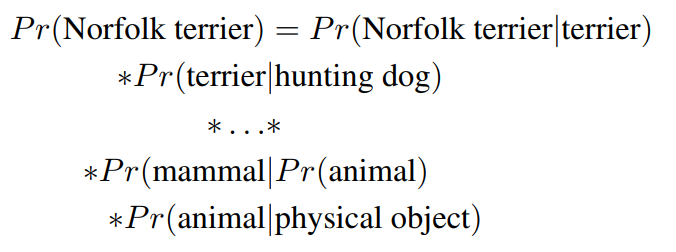 Pr(Norfolk terrier) = Pr(Norfolk terrier|terrier)
*Pr(terrier|hunting dog)
* . . . *
*Pr(mammal|Pr(animal)
*Pr(animal|physical object)